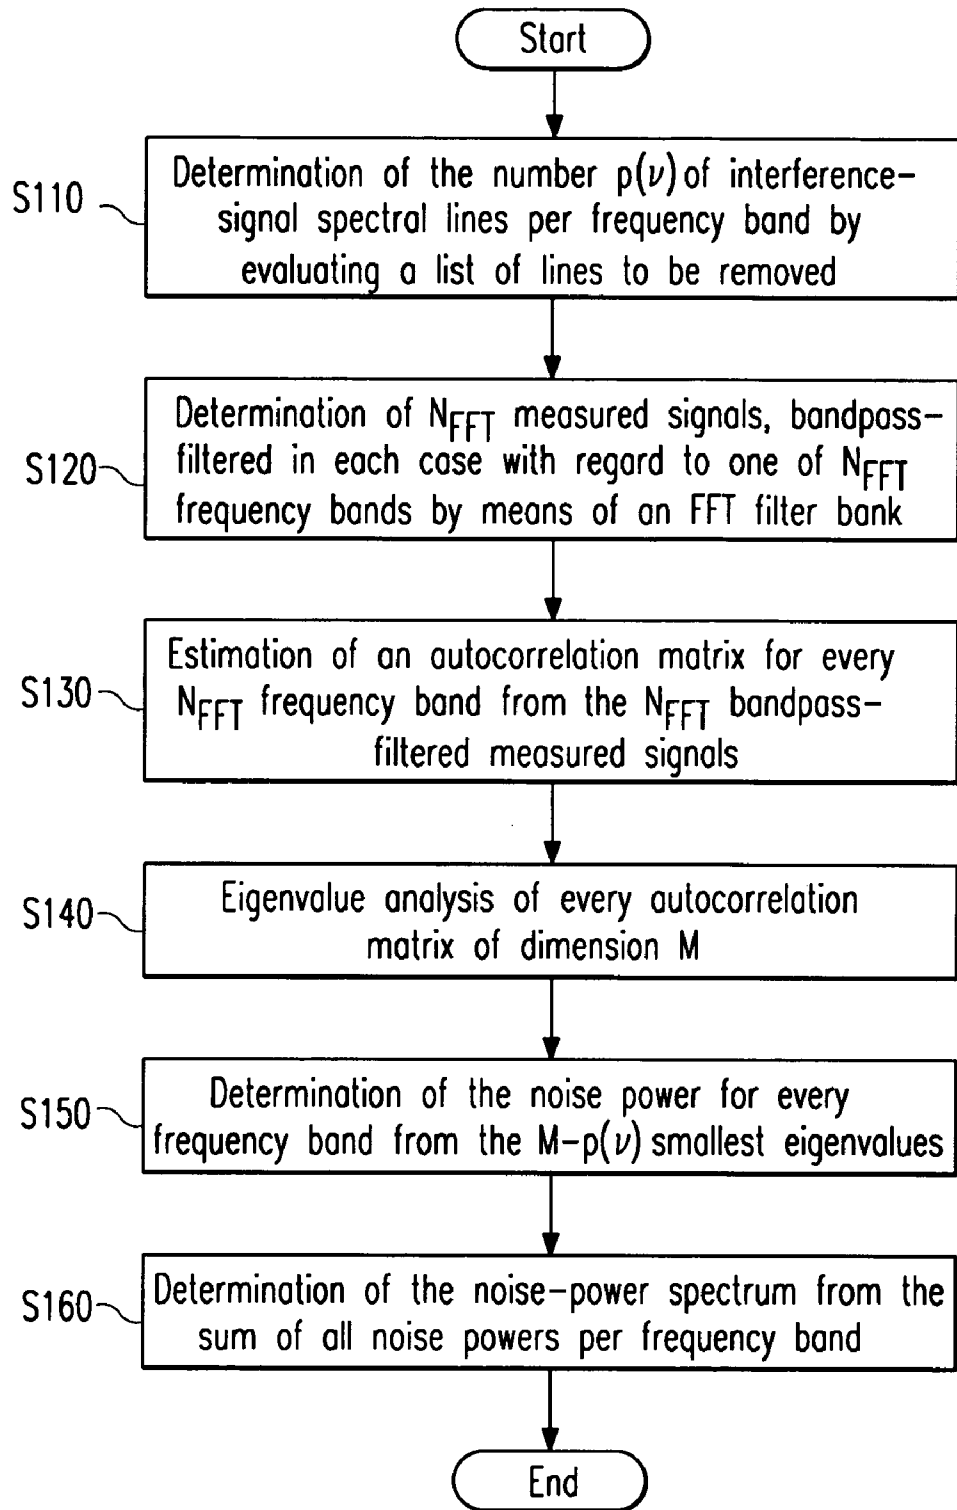 Start
S110
Determination of the number p(ν) of interference-
signal spectral lines per frequency band by
evaluating a list of lines to be removed
S120
Determination of NFFT measured signals, bandpass-
filtered in each case with regard to one of NFFT
frequency bands by means of an FFT filter bank
S130
Estimation of an autocorrelation matrix for every
NFFT frequency band from the NFFT bandpass-
filtered measured signals
S140
Eigenvalue analysis of every autocorrelation
matrix of dimension M
S150
Determination of the noise power for every
frequency band from the M-p(ν) smallest eigenvalues
S160
Determination of the noise-power spectrum from the
sum of all noise powers per frequency band
End